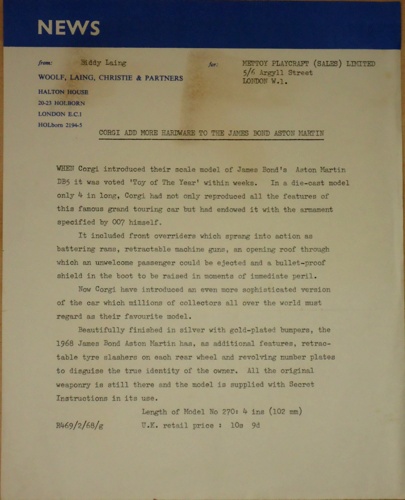 NEWS
from: Biddy Laing for: METTOY PLAYCRAFT (SALES) LIMITED
WOOLF, LAING, CHRISTIE & PARTNERS 5/6 Argyll Street
HALTON HOUSE LONDON W.1.
20-23 HOLBORN
LONDON E.C.1
HOLborn 2194-5
CORGI ADD MORE HARDWARE TO THE JAMES BOND ASTON MARTIN
WHEN Corgi introduced their scale model of James Bond's Aston Martin
DB5 it was voted 'Toy of The Year' within weeks. In a die-cast model
only 4 in long, Corgi had not only reproduced all the features of
this famous grand touring car but had endowed it with the armament
specified by 007 himself.
It included front overriders which sprang into action as
battering rams, retractable machine guns, an opening roof through
which an unwelcome passenger could be ejected and a bullet-proof
shield in the boot to be raised in moments of immediate peril.
Now Corgi have introduced an even more sophisticated version
of the car which millions of collectors all over the world must
regard as their favourite model.
Beautifully finished in silver with gold-plated bumpers, the
1968 James Bond Aston Martin has, as additional features, retrac-
table tyre slashers on each rear wheel and revolving number plates
to disguise the true identity of the owner. All the original
weaponry is still there and the model is supplied with Secret
Instructions in its use.
Length of Model No 270: 4 ins (102 mm)
H469/2/68/g U.K. retail price : 10s 9d